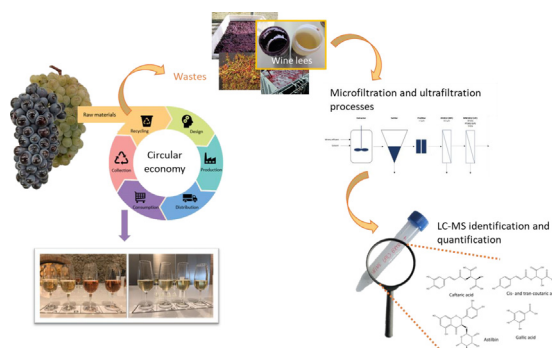 Wastes
Wine lees
Raw materials
Recycling
Design
Circular
economy
Collection
Production
Consumption
Distribution
Microfiltration and ultrafiltration
processes
LC-MS identification and
quantification
Caftaric acid
Cis- and tran coutaric a
Astilbin
Gallic acid